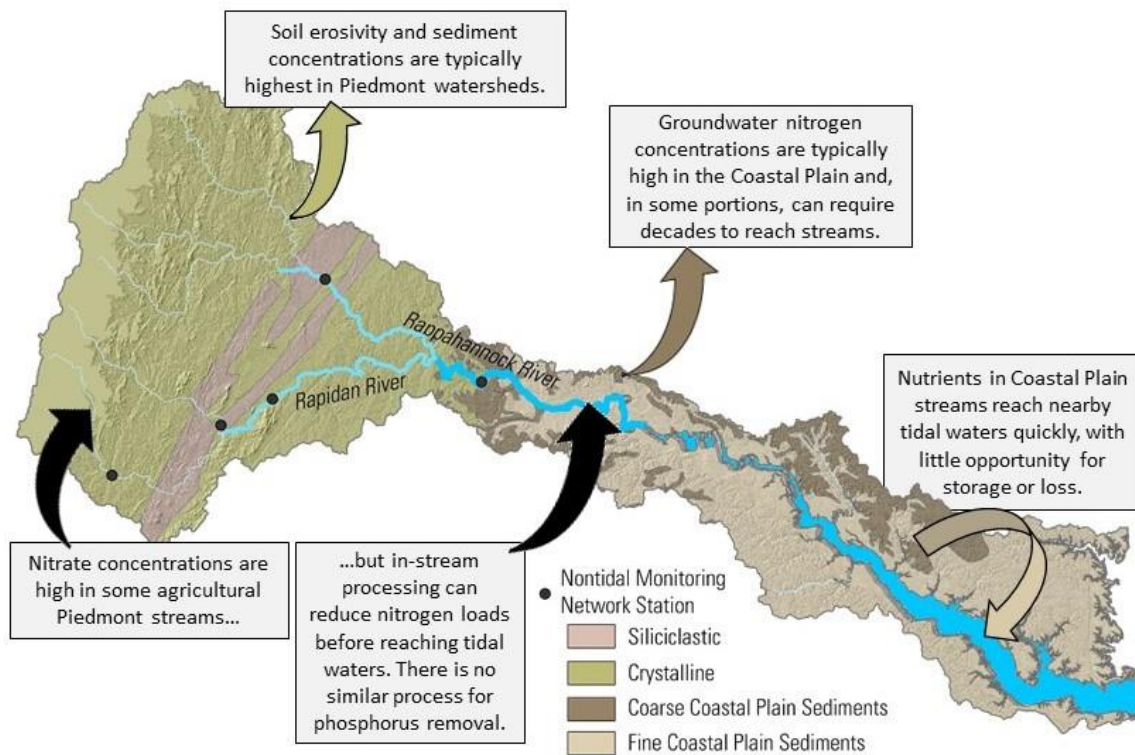 Soil erosivity and sediment
concentrations are typically
highest in Piedmont watersheds.
Groundwater nitrogen
concentrations are typically
high in the Coastal Plain and,
in some portions, can require
decades to reach streams.
Rappahannock River
Rapidan River
Nutrients in Coastal Plain
streams reach nearby
tidal waters quickly, with
little opportunity for
storage or loss.
Nitrate concentrations are
high in some agricultural
Piedmont streams...
...but in-stream
processing can
reduce nitrogen loads
before reaching tidal
waters. There is no
similar process for
phosphorus removal.
Nontidal Monitoring
Network Station
Siliciclastic
Crystalline
Coarse Coastal Plain Sediments
Fine Coastal Plain Sediments